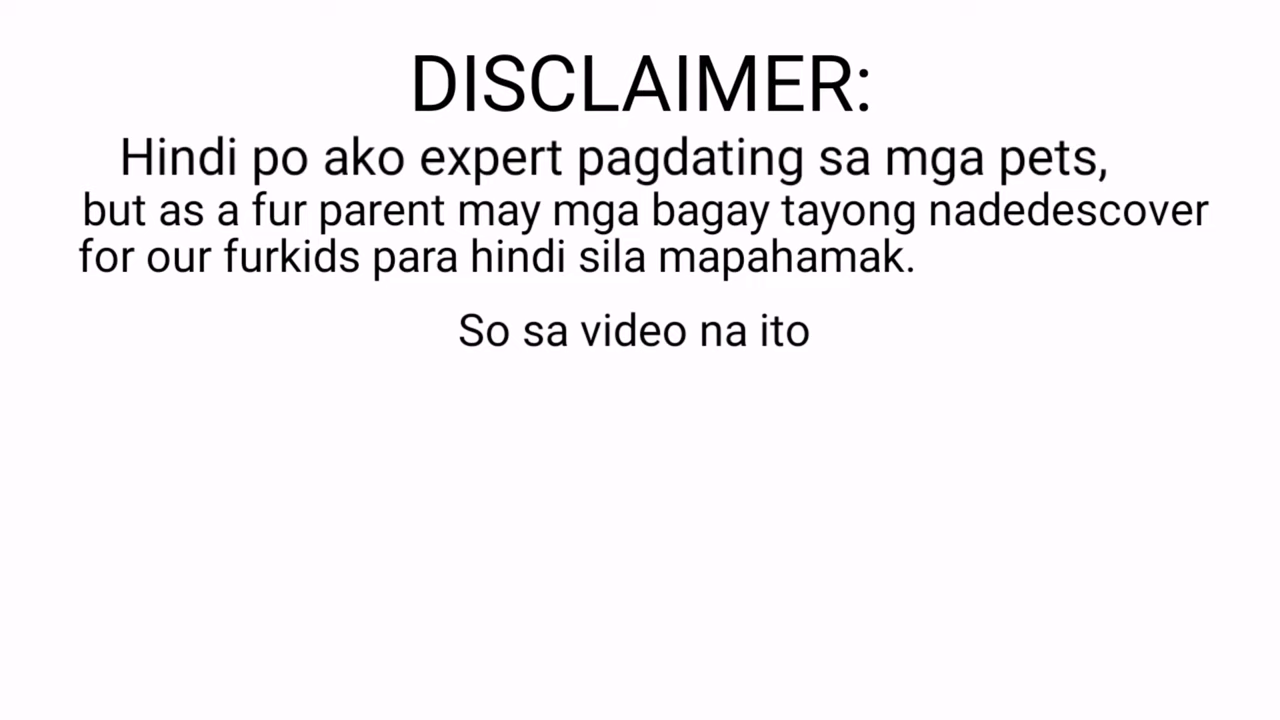 DISCLAIMER:
Hindi po ako expert pagdating sa mga pets,
but as a fur parent may mga bagay tayong nadedescover
for our furkids para hindi sila mapahamak.
So sa video na ito